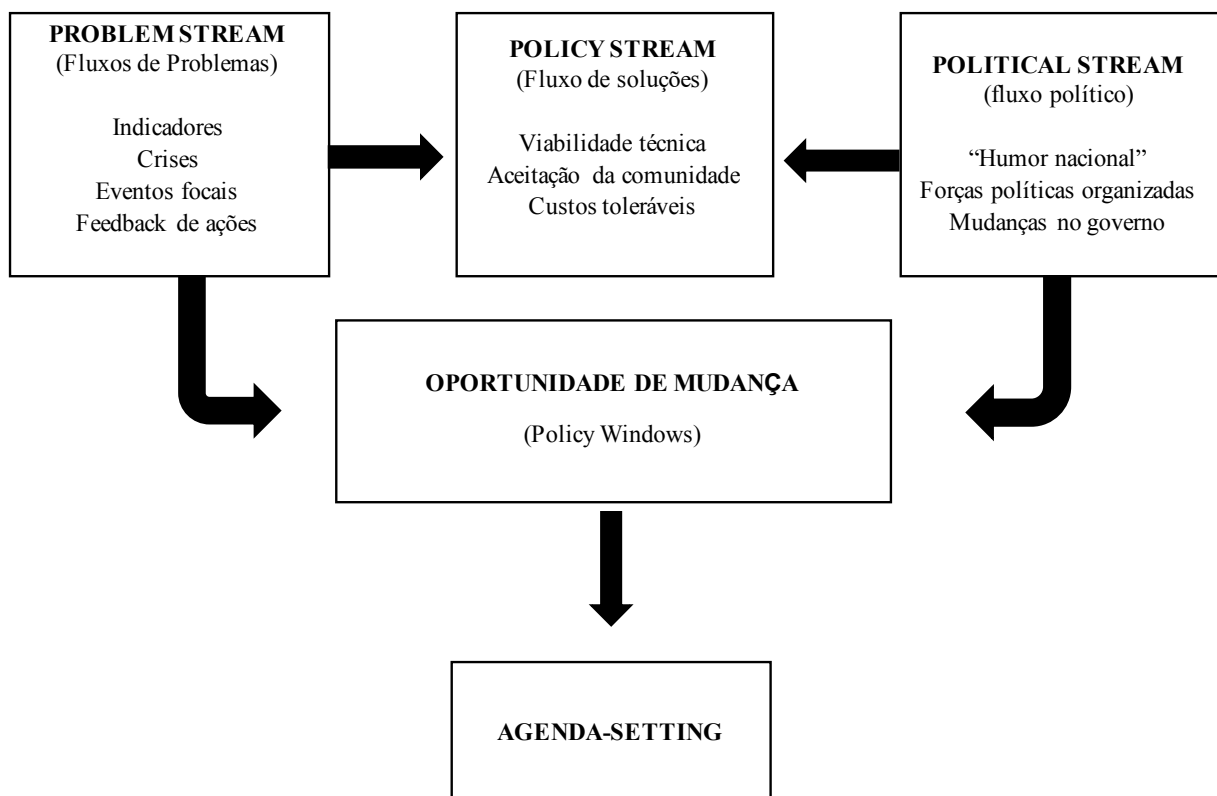 PROBLEM STREAM
(Fluxos de Problemas)
Indicadores
Crises
Eventos focais
Feedback de ações
POLICY STREAM
(Fluxo de soluções)
Viabilidade técnica
Aceitação da comunidade
Custos toleráveis
POLITICAL STREAM
(fluxo político)
“Humor nacional”
Forças políticas organizadas
Mudanças no governo
OPORTUNIDADE DE MUDANÇA
(Policy Windows)
AGENDA-SETTING